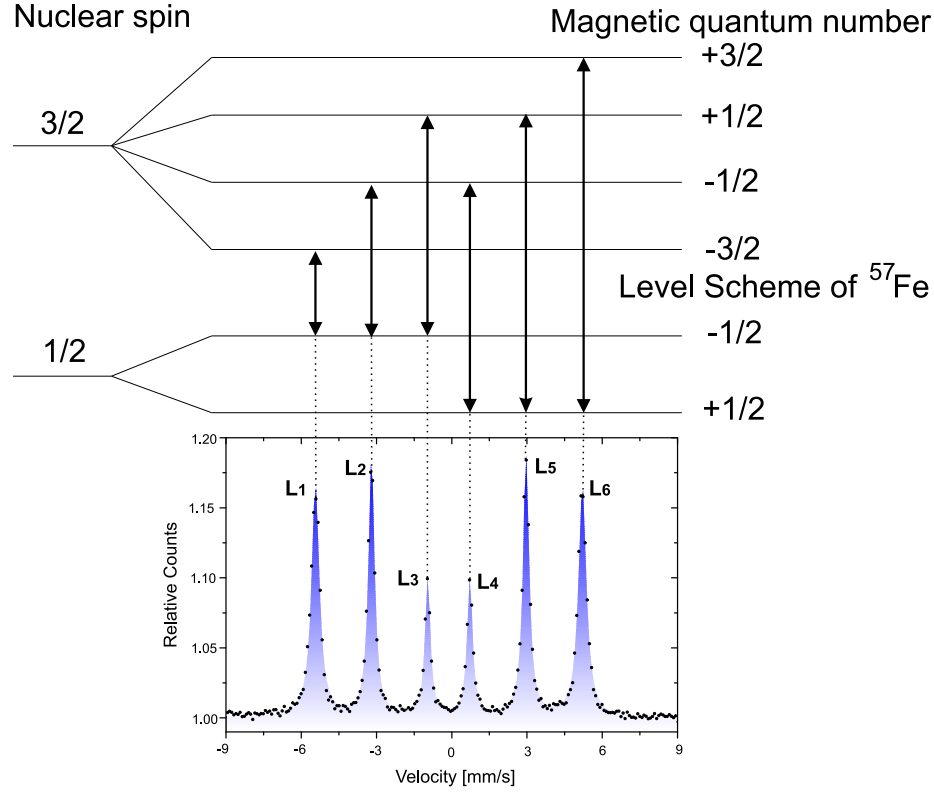 Nuclear spin
Magnetic quantum number
+3/2
3/2
+1/2
-1/2
-3/2
Level Scheme of ⁵⁷Fe
1/2
-1/2
+1/2
1.20
1.15
1.10
1.05
1.00
Relative Counts
L1
L2
L3
L4
L5
L6
-9
-6
-3
0
3
6
9
Velocity [mm/s]